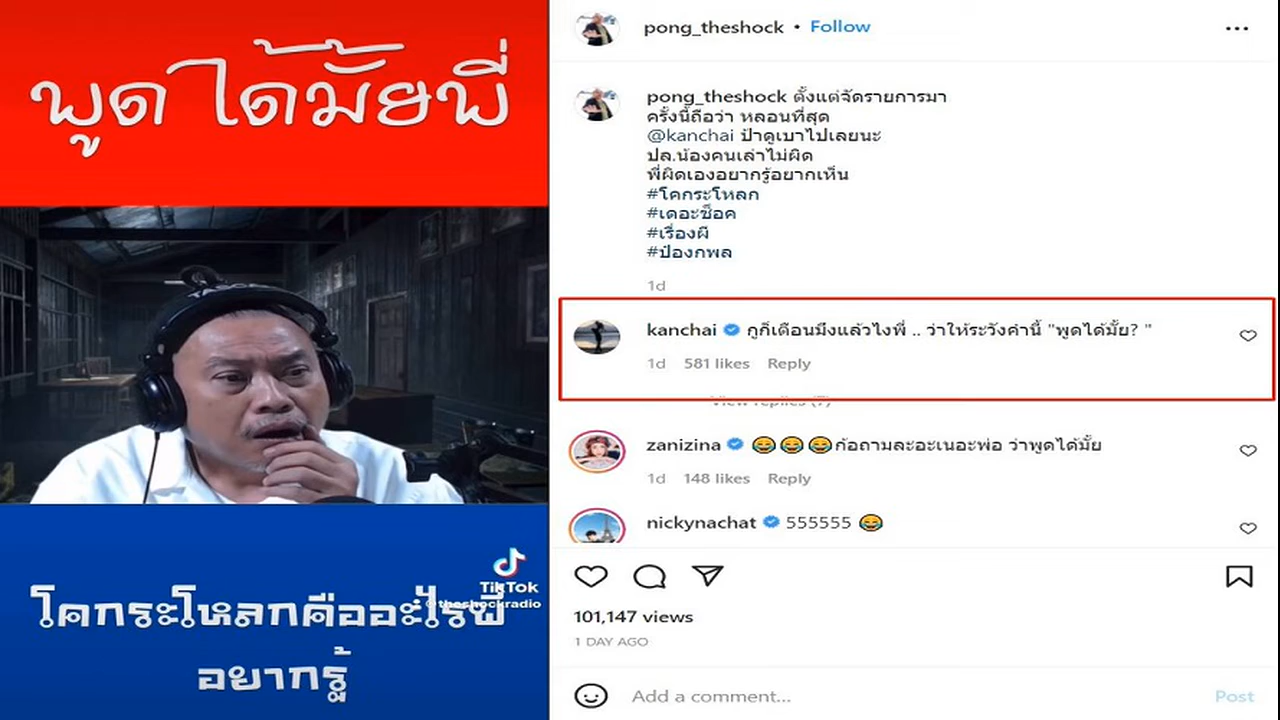 พูด ได้มั้ยพี่
TikTok
@theshockradio
โคกระโหลกคืออะไรพี่
อยากรู้
pong_theshock • Follow
pong_theshock ตั้งแต่จัดรายการมา
ครั้งนี้ถือว่า หลอนที่สุด
@kanchai ป๋าดูเบาไปเลยนะ
ปล.น้องคนเล่าไม่ผิด
พี่ผิดเองอยากรู้อยากเห็น
#โคกระโหลก
#เดอะช็อค
#เรื่องผี
#ป๋องกพล
1d
kanchai กูก็เตือนมึงแล้วไงพี่ .. ว่าให้ระวังคำนี้ "พูดได้มั้ย? "
1d 581 likes Reply
View replies (7)
zanizina 😂😂😂ก้อถามละอะเนอะพ่อ ว่าพูดได้มั้ย
1d 148 likes Reply
nickynachat 555555 😂
101,147 views
1 DAY AGO
Add a comment...
Post